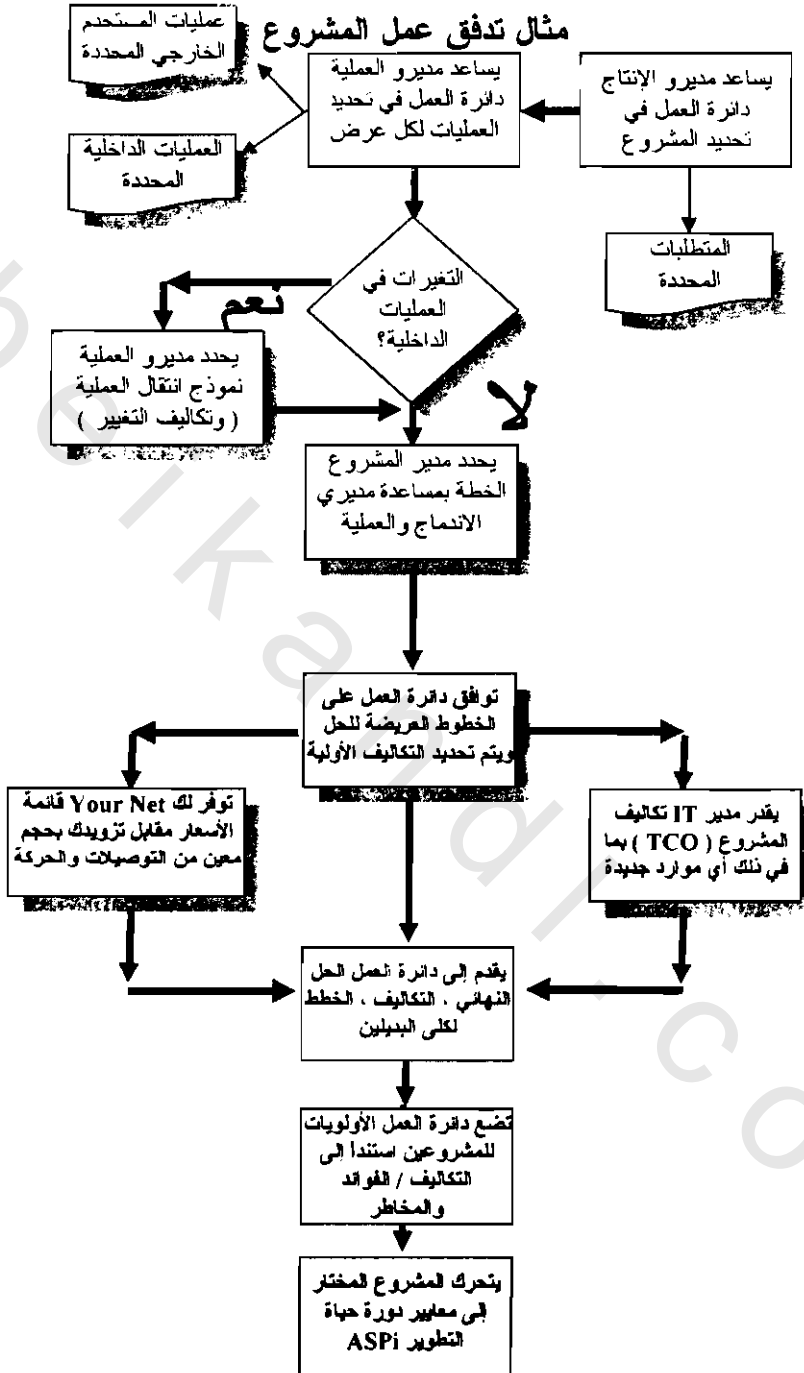 مثال تدفق عمل المشروع
يساعد مديرو الإنتاج
دائرة العمل في
تحديد المشروع
يساعد مديرو العملية
دائرة العمل في تحديد
العمليات لكل عرض
عمليات المستخدم
الخارجي المحددة
العمليات الداخلية
المحددة
المتطلبات
المحددة
التغيرات في
العمليات
الداخلية؟
نعم
لا
يحدد مديرو العملية
نموذج انتقال العملية
( وتكاليف التغيير )
يحدد مدير المشروع
الخطة بمساعدة مديري
الاندماج والعملية
توافق دائرة العمل على
الخطوط العريضة للحل
ويتم تحديد التكاليف الأولية
يقدر مدير IT تكاليف
المشروع ( TCO ) بما
في ذلك أي موارد جديدة
توفر لك Your Net قائمة
الأسعار مقابل تزويدك بحجم
معين من التوصيلات والحركة
يقدم إلى دائرة العمل الحل
النهائي ، التكاليف ، الخطط
لكلى البديلين
تضع دائرة العمل الأولويات
للمشروعين استنداً إلى
التكاليف / الفوائد
والمخاطر
يتحرك المشروع المختار
إلى معايير دورة حياة
التطوير ASPi
beikandl.co